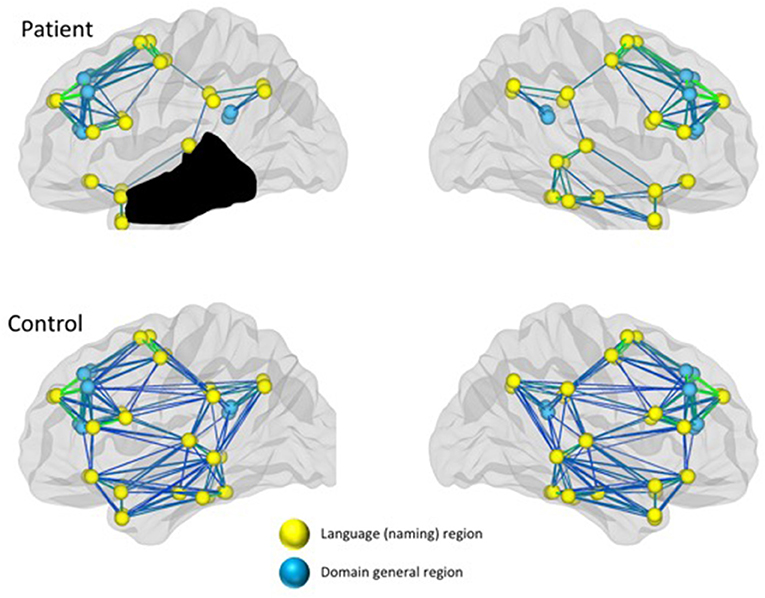 Patient
Control
Language (naming) region
Domain general region